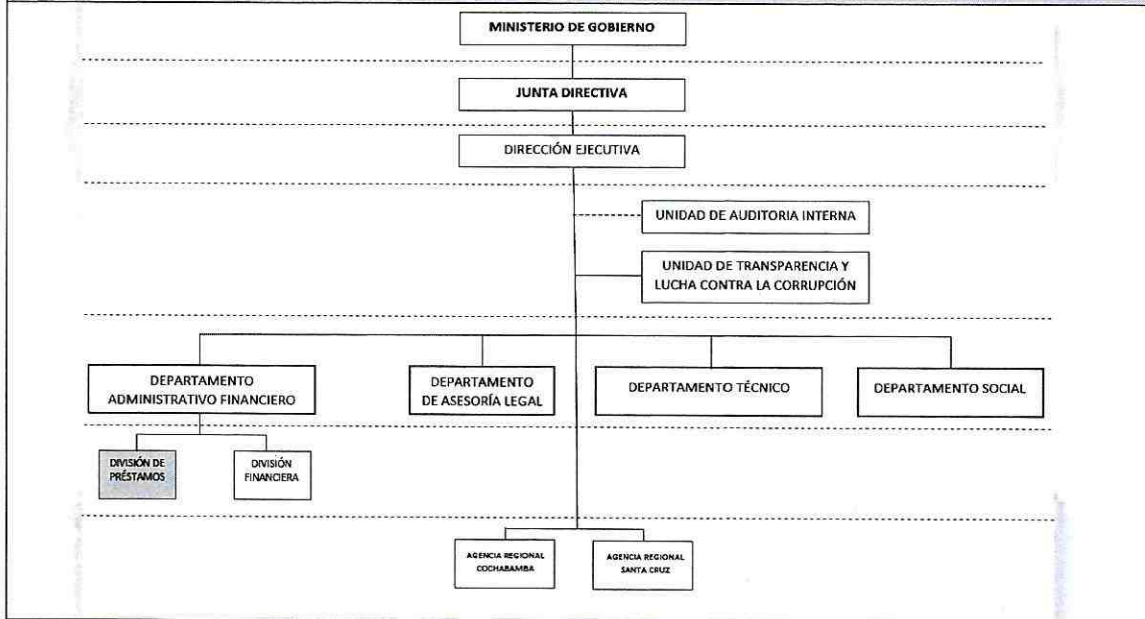 MINISTERIO DE GOBIERNO
JUNTA DIRECTIVA
DIRECCIÓN EJECUTIVA
UNIDAD DE AUDITORIA INTERNA
UNIDAD DE TRANSPARENCIA Y
LUCHA CONTRA LA CORRUPCIÓN
DEPARTAMENTO
ADMINISTRATIVO FINANCIERO
DEPARTAMENTO
DE ASESORÍA LEGAL
DEPARTAMENTO TÉCNICO
DEPARTAMENTO SOCIAL
DIVISIÓN DE
PRÉSTAMOS
DIVISIÓN
FINANCIERA
AGENCIA REGIONAL
COCHABAMBA
AGENCIA REGIONAL
SANTA CRUZ